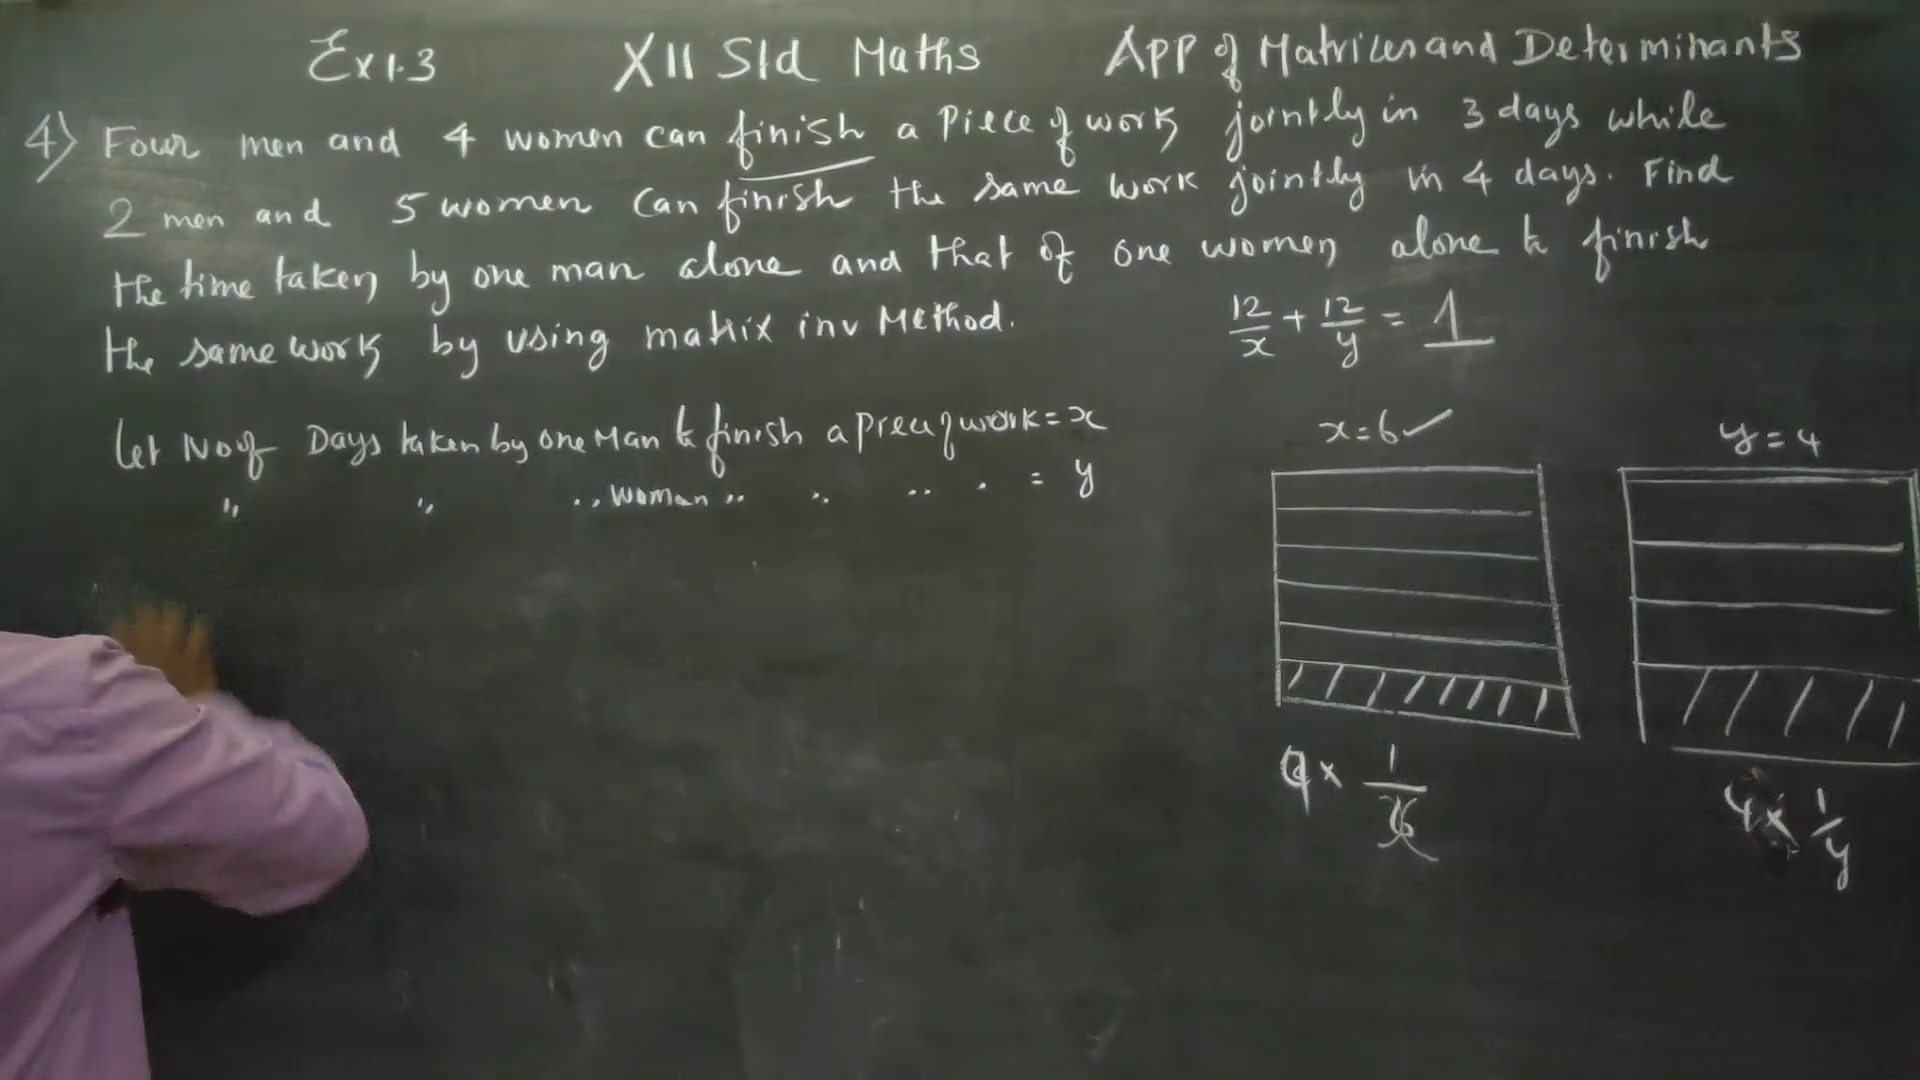 Ex 1.3 XII Std Maths App of Matrices and Determinants
4) Four men and 4 women can finish a piece of work jointly in 3 days while
2 men and 5 women can finish the same work jointly in 4 days. Find
the time taken by one man alone and that of one women alone to finish
the same work by using matrix inv Method.
12/x + 12/y = 1
Let No of Days taken by one Man to finish a piece of work = x
" " .. woman .. .. .. . = y
x = 6 ✓
y = 4
4 × 1/x
4 × 1/y